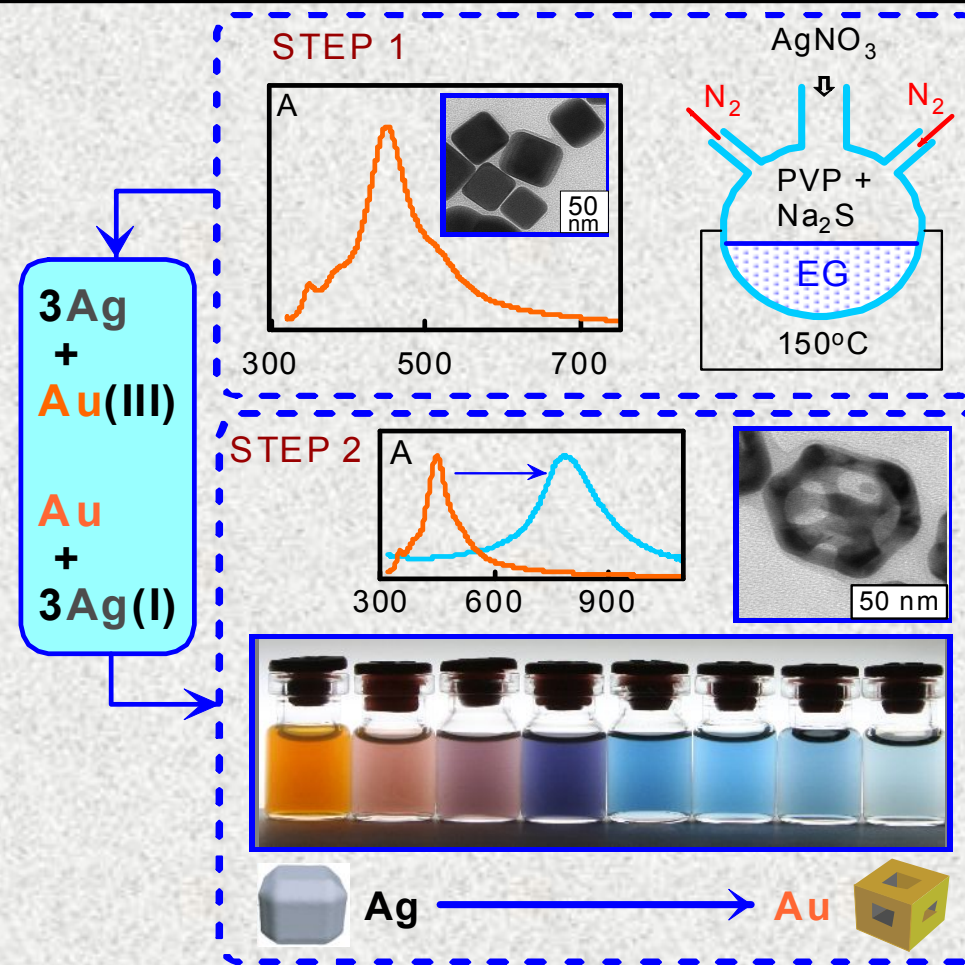 STEP 1
A
50
nm
300 500 700
AgNO₃
N₂ N₂
PVP +
Na₂S
EG
150°C
3Ag
+
Au(III)
Au
+
3Ag(I)
STEP 2
A
300 600 900
50 nm
Ag Au